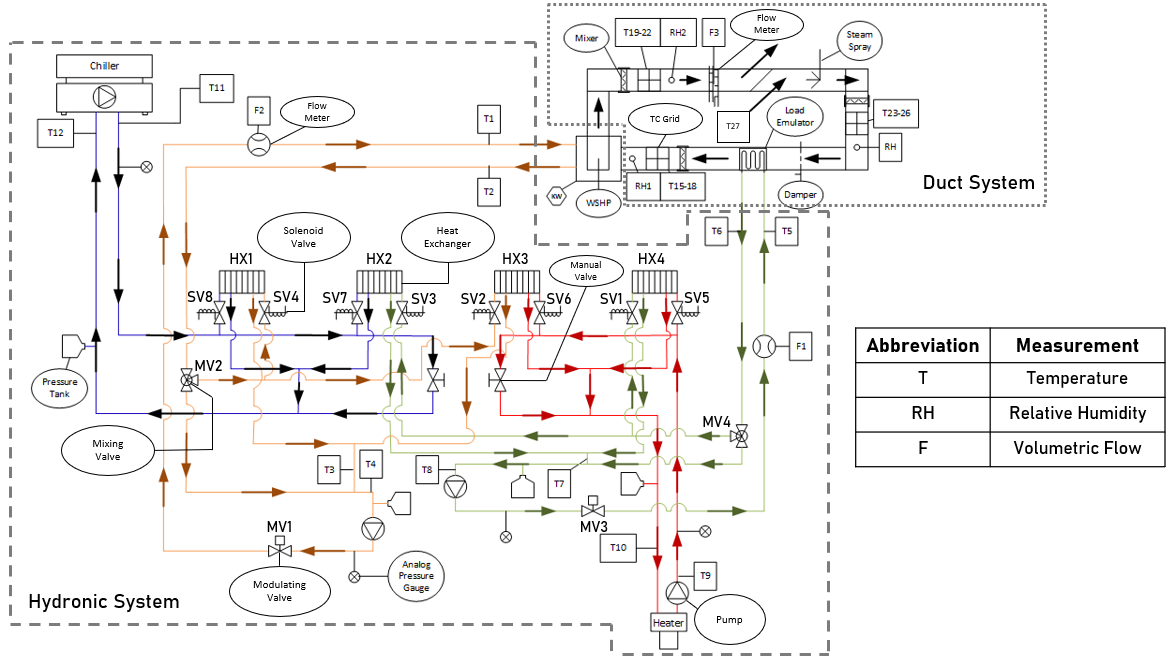 Chiller
T11
T12
F2
Flow
Meter
T1
T2
Mixer
T19-22
RH2
F3
Flow
Meter
Steam
Spray
T23-26
RH
TC Grid
T27
Load
Emulator
RH1
T15-18
KW
WSHP
Damper
Duct System
T6
T5
Solenoid
Valve
Heat
Exchanger
HX1
HX2
HX3
HX4
Manual
Valve
SV8
SV4
SV7
SV3
SV2
SV6
SV1
SV5
F1
Abbreviation
Measurement
T
Temperature
RH
Relative Humidity
F
Volumetric Flow
Pressure
Tank
MV2
Mixing
Valve
MV4
T3
T4
T8
T7
MV1
MV3
T10
T9
Modulating
Valve
Analog
Pressure
Gauge
Hydronic System
Heater
Pump